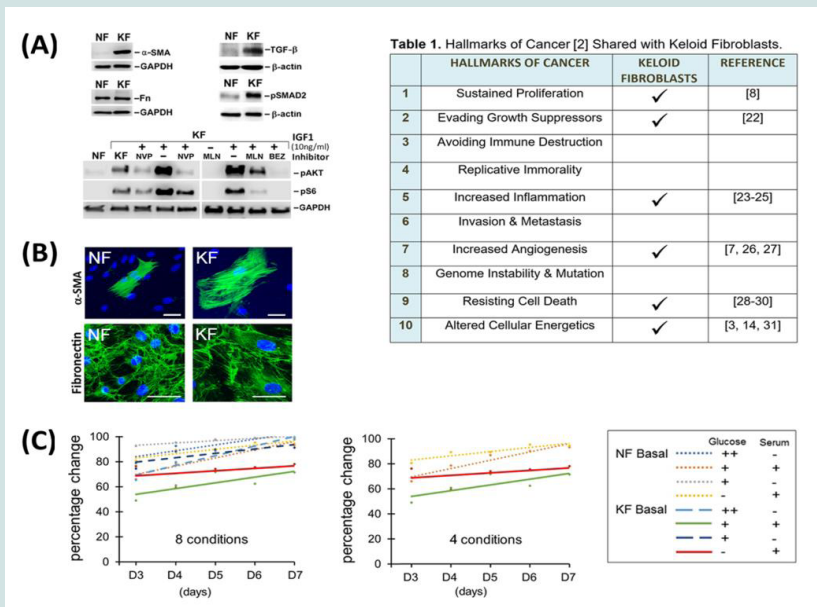 (A)
NF KF
α-SMA
GAPDH
NF KF
TGF-β
β-actin
Fn
GAPDH
NF KF
pSMAD2
β-actin
KF
IGF1
(10ng/ml)
+ + + − − + + +
NF KF NVP − NVP MLN − MLN BEZ Inhibitor
pAKT
pS6
GAPDH
(B)
α-SMA
NF
KF
Fibronectin
NF
KF
Table 1. Hallmarks of Cancer [2] Shared with Keloid Fibroblasts.
HALLMARKS OF CANCER KELOID FIBROBLASTS REFERENCE
1 Sustained Proliferation ✓ [8]
2 Evading Growth Suppressors ✓ [22]
3 Avoiding Immune Destruction
4 Replicative Immorality
5 Increased Inflammation ✓ [23-25]
6 Invasion & Metastasis
7 Increased Angiogenesis ✓ [7, 26, 27]
8 Genome Instability & Mutation
9 Resisting Cell Death ✓ [28-30]
10 Altered Cellular Energetics ✓ [3, 14, 31]
(C)
percentage change
100
80
60
40
20
0
8 conditions
D3 D4 D5 D6 D7
(days)
percentage change
100
80
60
40
20
0
4 conditions
D3 D4 D5 D6 D7
(days)
Glucose Serum
NF Basal ++ -
+ +
+ -
- +
KF Basal ++ -
+ +
+ -
- +